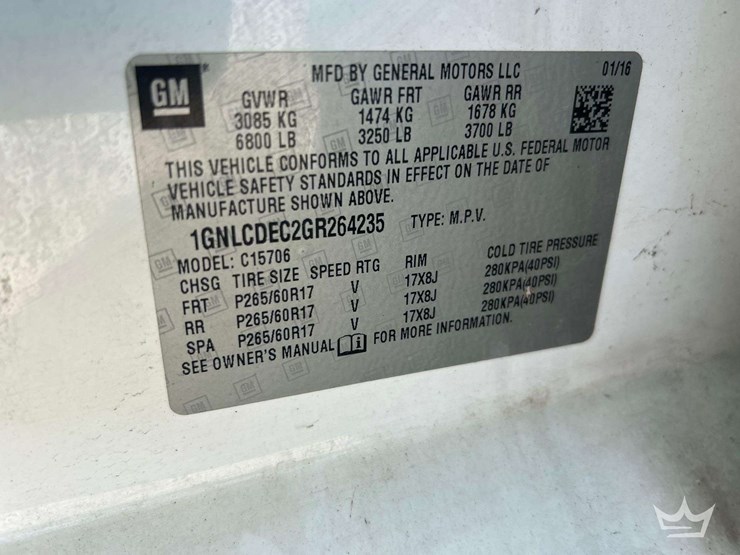 GM MFD BY GENERAL MOTORS LLC 01/16
GVWR GAWR FRT GAWR RR
3085 KG 1474 KG 1678 KG
6800 LB 3250 LB 3700 LB
THIS VEHICLE CONFORMS TO ALL APPLICABLE U.S. FEDERAL MOTOR
VEHICLE SAFETY STANDARDS IN EFFECT ON THE DATE OF
MANUFACTURE SHOWN ABOVE.
1GNLCDEC2GR264235 TYPE: M.P.V.
MODEL: C15706
CHSG TIRE SIZE SPEED RTG RIM COLD TIRE PRESSURE
FRT P265/60R17 V 17X8J 280KPA(40PSI)
RR P265/60R17 V 17X8J 280KPA(40PSI)
SPA P265/60R17 V 17X8J 280KPA(40PSI)
SEE OWNER'S MANUAL FOR MORE INFORMATION.